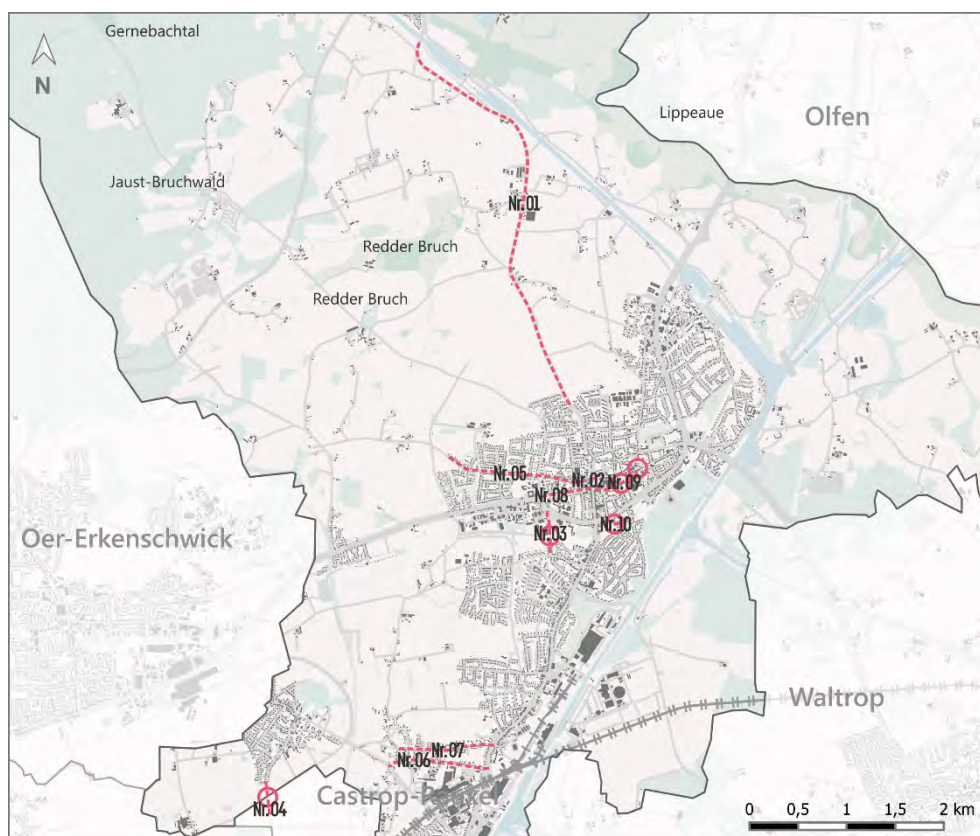 Gernebachtal
N
Lippeaue
Olfen
Jaust-Bruchwald
Nr.01
Redder Bruch
Redder Bruch
Nr.05
Nr.02
Nr.09
Nr.08
Nr.10
Nr.03
Oer-Erkenschwick
Waltrop
Nr.07
Nr.06
Castrop-Rauxel
Nr.04
0 0,5 1 2 km